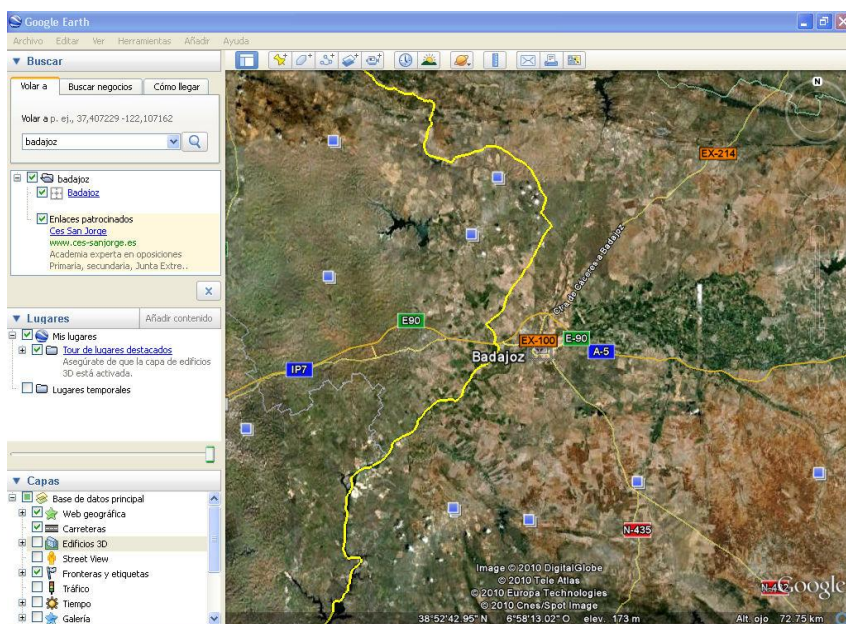 Google Earth
Archivo Editar Ver Herramientas Añadir Ayuda
Buscar
Volar a Buscar negocios Cómo llegar
Volar a p. ej., 37,407229 -122,107162
badajoz
badajoz
Badajoz
Enlaces patrocinados
Ces San Jorge
www.ces-sanjorge.es
Academia experta en oposiciones
Primaria, secundaria, Junta Extre..
x
Lugares Añadir contenido
Mis lugares
Tour de lugares destacados
Asegúrate de que la capa de edificios
3D está activada.
Lugares temporales
Capas
Base de datos principal
Web geográfica
Carreteras
Edificios 3D
Street View
Fronteras y etiquetas
Tráfico
Tiempo
Galería
N
EX-214
Ctra de Cáceres a Badajoz
E90
EX-100 E-90
Badajoz A-5
IP7
N-435
Image © 2010 DigitalGlobe
© 2010 Tele Atlas
© 2010 Europa Technologies
© 2010 Cnes/Spot Image
Google
38°52'42.95" N 6°58'13.02" O elev. 173 m Alt. ojo 72.75 km